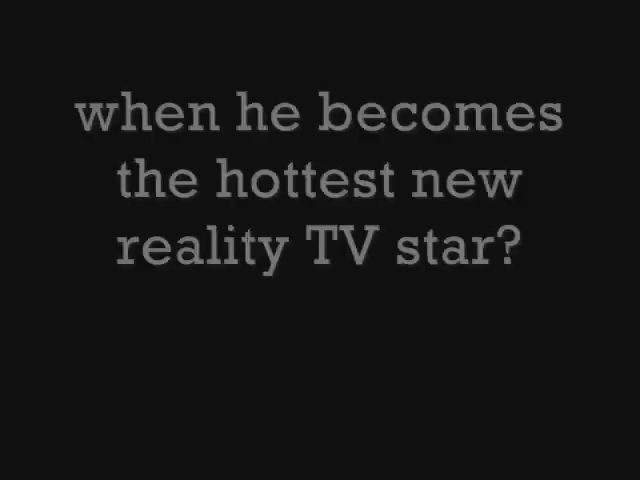 when he becomes
the hottest new
reality TV star?